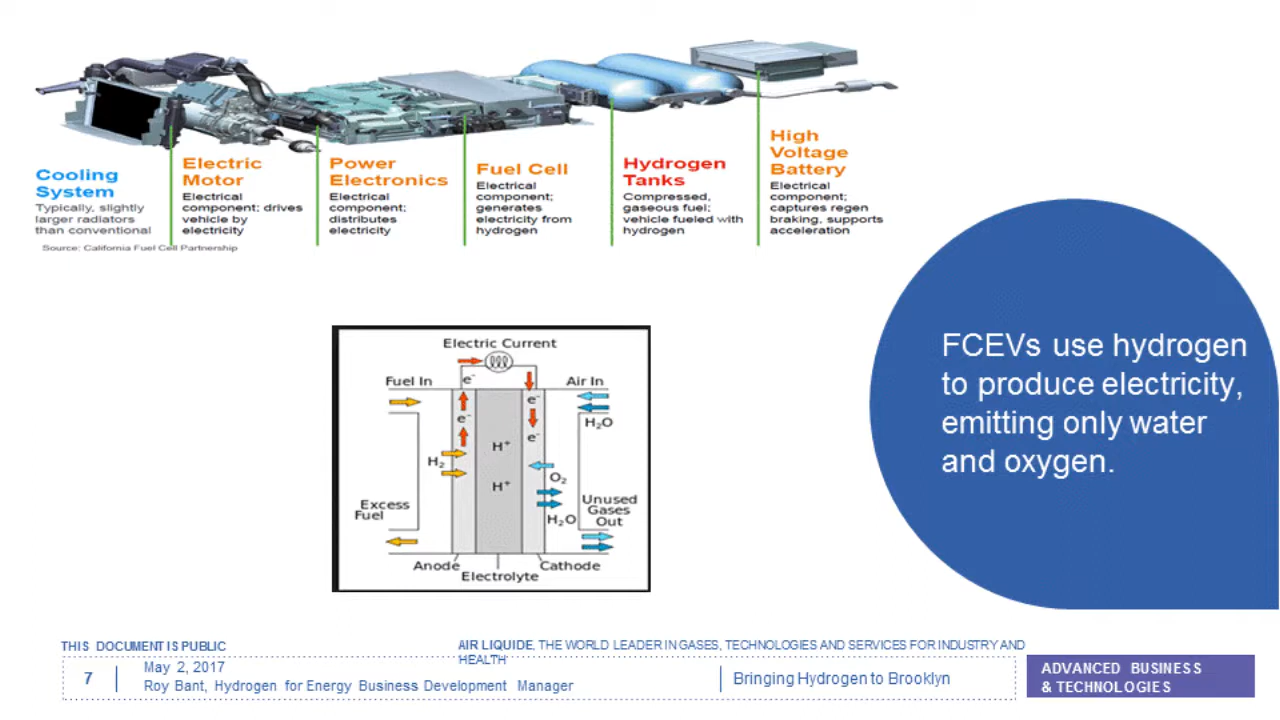 Cooling
System
Typically, slightly
larger radiators
than conventional
Electric
Motor
Electrical
component; drives
vehicle by
electricity
Power
Electronics
Electrical
component;
distributes
electricity
Fuel Cell
Electrical
component;
generates
electricity from
hydrogen
Hydrogen
Tanks
Compressed,
gaseous fuel;
vehicle fueled with
hydrogen
High
Voltage
Battery
Electrical
component;
captures regen
braking, supports
acceleration
Source: California Fuel Cell Partnership
Electric Current
Fuel In
e⁻
Air In
e⁻
e⁻
H₂O
e⁻
H⁺
H₂
H⁺
O₂
Excess
Fuel
H₂O
Unused
Gases
Out
Anode
Cathode
Electrolyte
FCEVs use hydrogen
to produce electricity,
emitting only water
and oxygen.
THIS DOCUMENT IS PUBLIC
AIR LIQUIDE, THE WORLD LEADER IN GASES, TECHNOLOGIES AND SERVICES FOR INDUSTRY AND
HEALTH
7
May 2, 2017
Roy Bant, Hydrogen for Energy Business Development Manager
Bringing Hydrogen to Brooklyn
ADVANCED BUSINESS
& TECHNOLOGIES